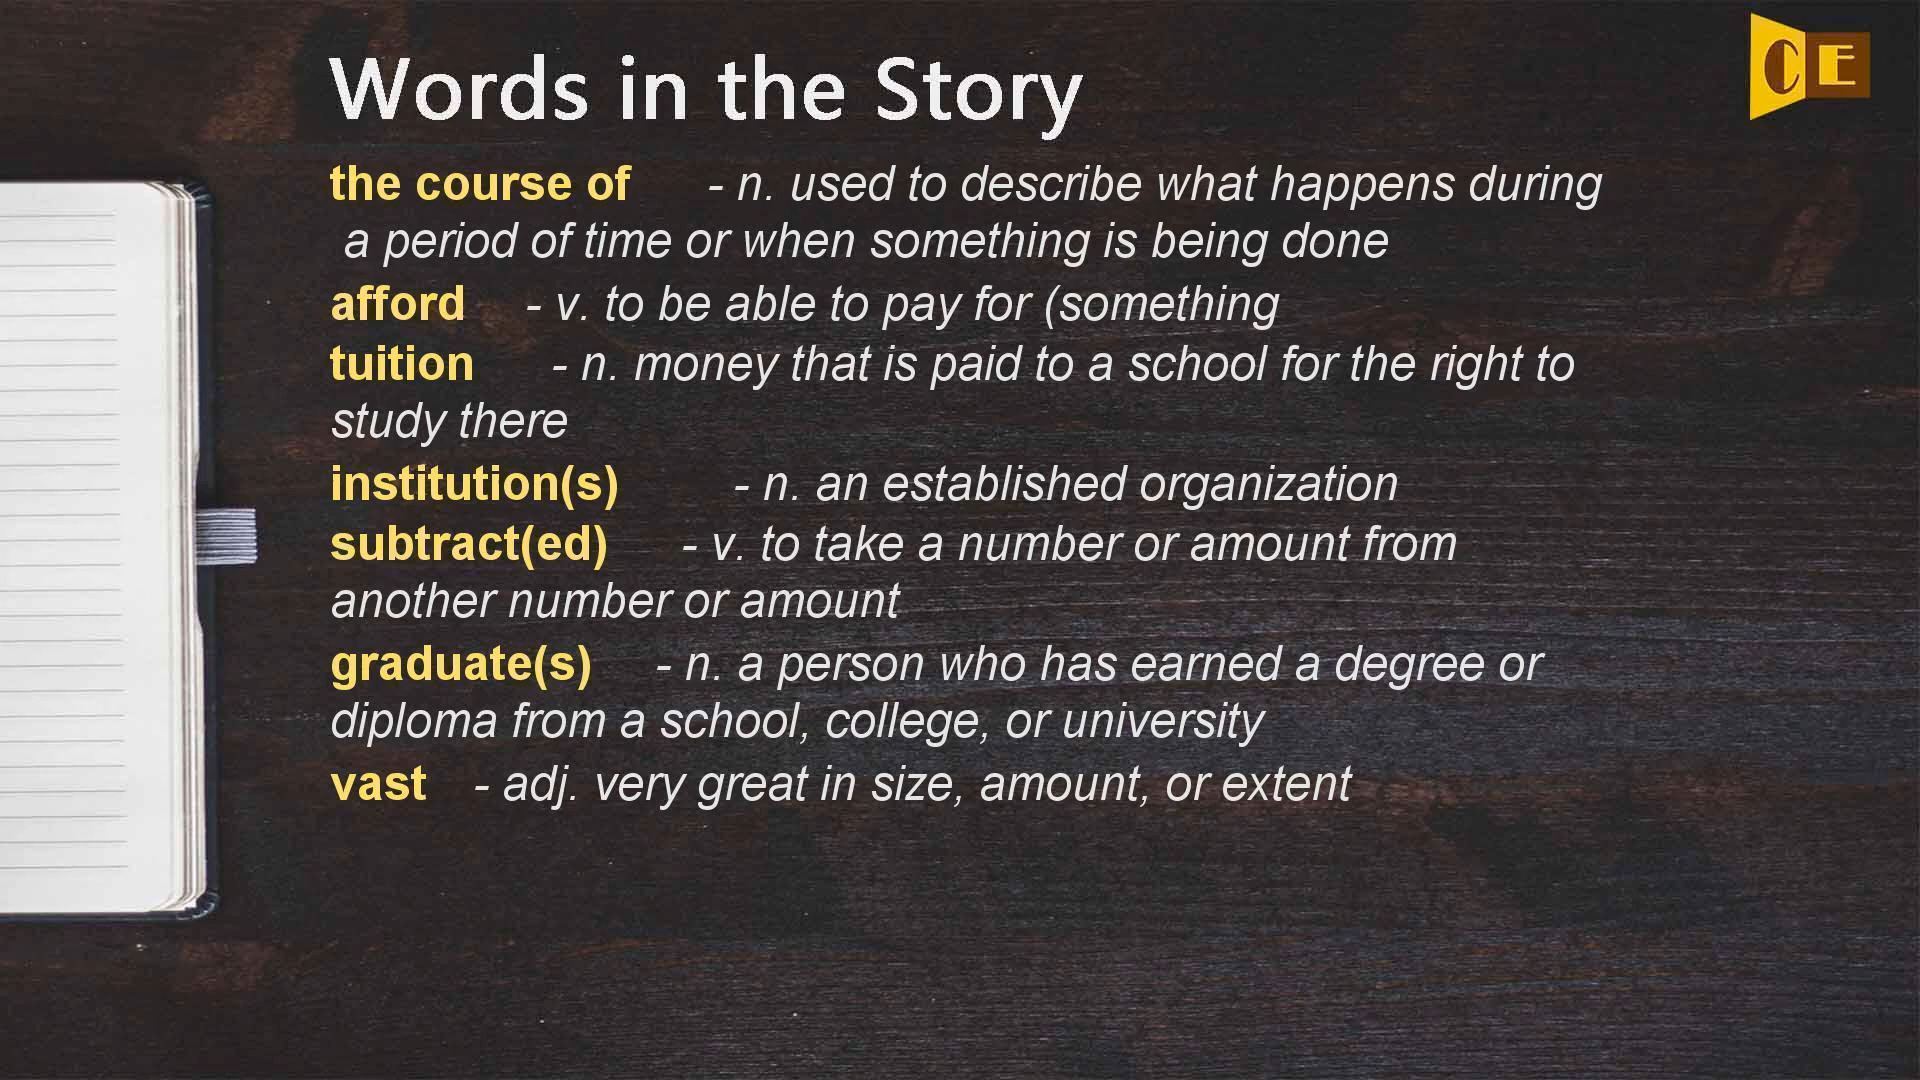 Words in the Story
CE
the course of - n. used to describe what happens during
a period of time or when something is being done
afford - v. to be able to pay for (something
tuition - n. money that is paid to a school for the right to
study there
institution(s) - n. an established organization
subtract(ed) - v. to take a number or amount from
another number or amount
graduate(s) - n. a person who has earned a degree or
diploma from a school, college, or university
vast - adj. very great in size, amount, or extent